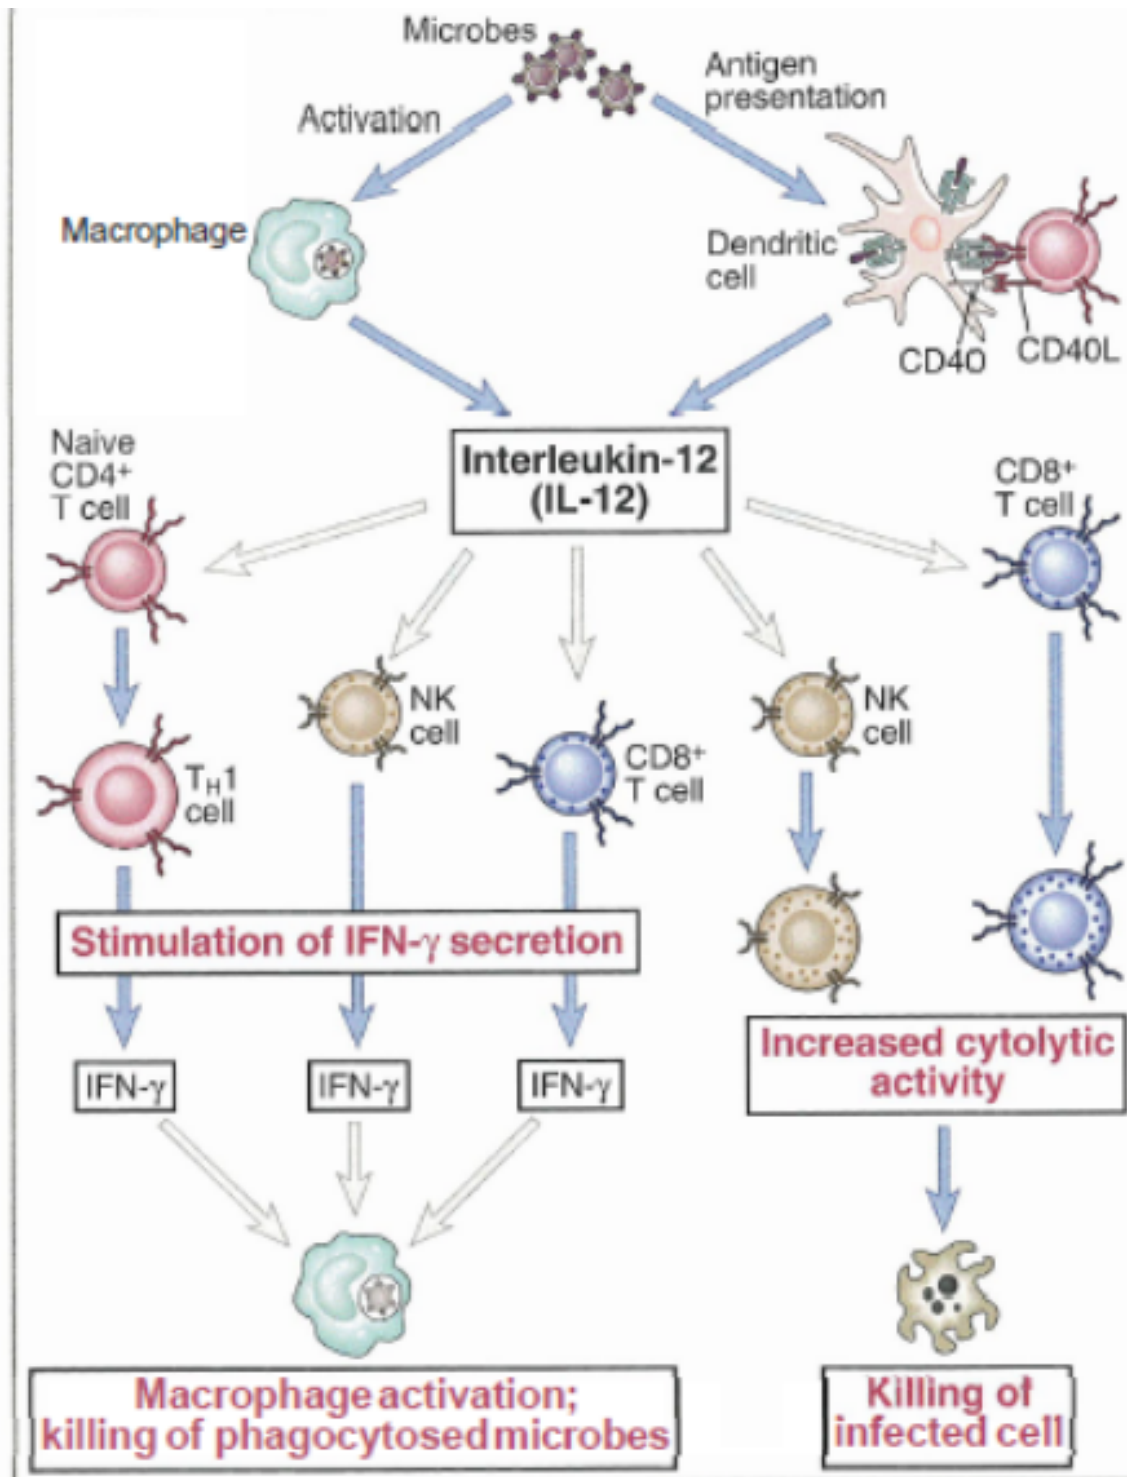 Microbes
Antigen
presentation
Activation
Macrophage
Dendritic
cell
CD40
CD40L
Interleukin-12
(IL-12)
Naive
CD4+
T cell
CD8+
T cell
NK
cell
NK
cell
CD8+
T cell
TH1
cell
Stimulation of IFN-γ secretion
IFN-γ
IFN-γ
IFN-γ
Increased cytolytic
activity
Macrophage activation;
killing of phagocytosed microbes
Killing of
infected cell